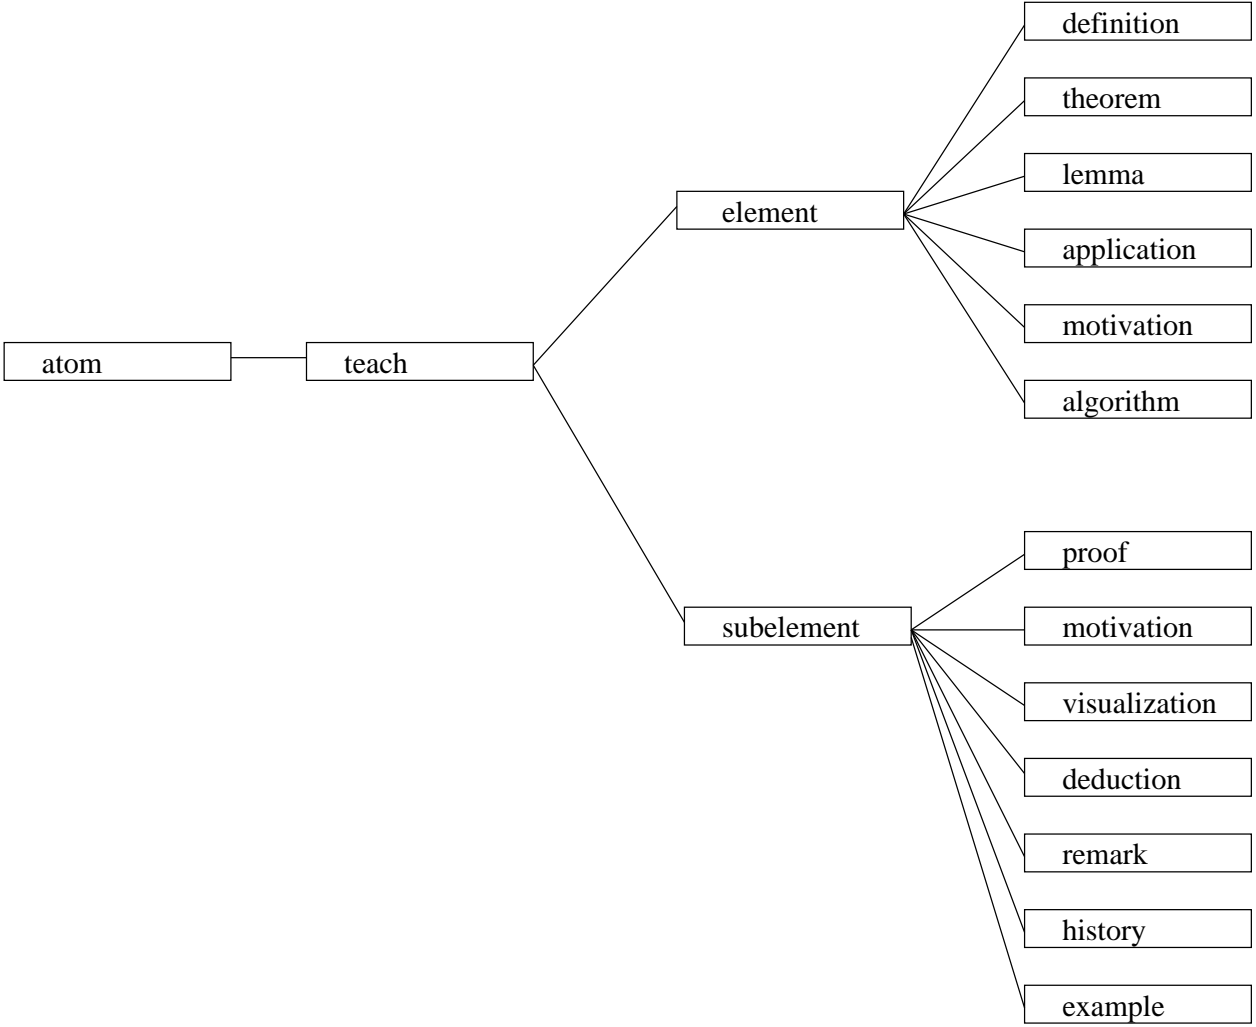 definition
theorem
lemma
element
application
motivation
atom
teach
algorithm
proof
subelement
motivation
visualization
deduction
remark
history
example